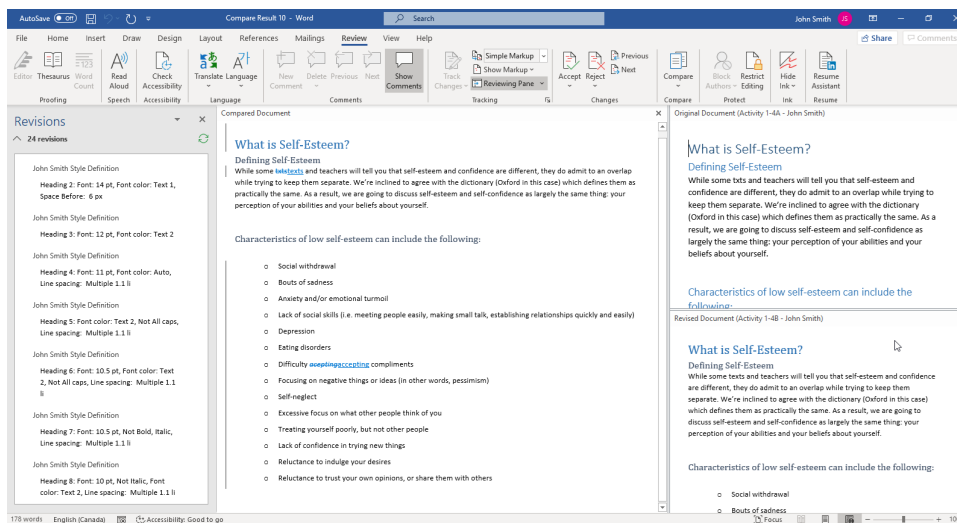 AutoSave Off Compare Result 10 - Word Search John Smith JS
File Home Insert Draw Design Layout References Mailings Review View Help Share Comments
Editor Thesaurus Word Count
Read Aloud
Check Accessibility
Translate Language
New Comment Delete Previous Next Show Comments
Track Changes Simple Markup Show Markup Reviewing Pane
Accept Reject Previous Next
Compare
Block Authors Restrict Editing
Hide Ink
Resume Assistant
Proofing Speech Accessibility Language Comments Tracking Changes Compare Protect Ink Resume
Revisions
24 revisions
John Smith Style Definition
Heading 2: Font: 14 pt, Font color: Text 1,
Space Before: 6 px
John Smith Style Definition
Heading 3: Font: 12 pt, Font color: Text 2
John Smith Style Definition
Heading 4: Font: 11 pt, Font color: Auto,
Line spacing: Multiple 1.1 li
John Smith Style Definition
Heading 5: Font color: Text 2, Not All caps,
Line spacing: Multiple 1.1 li
John Smith Style Definition
Heading 6: Font: 10.5 pt, Font color: Text
2, Not All caps, Line spacing: Multiple 1.1
li
John Smith Style Definition
Heading 7: Font: 10.5 pt, Not Bold, Italic,
Line spacing: Multiple 1.1 li
John Smith Style Definition
Heading 8: Font: 10 pt, Not Italic, Font
color: Text 2, Line spacing: Multiple 1.1 li
Compared Document
What is Self-Esteem?
Defining Self-Esteem
While some txtstexts and teachers will tell you that self-esteem and confidence are different, they do admit to an overlap
while trying to keep them separate. We're inclined to agree with the dictionary (Oxford in this case) which defines them as
practically the same. As a result, we are going to discuss self-esteem and self-confidence as largely the same thing: your
perception of your abilities and your beliefs about yourself.
Characteristics of low self-esteem can include the following:
o Social withdrawal
o Bouts of sadness
o Anxiety and/or emotional turmoil
o Lack of social skills (i.e. meeting people easily, making small talk, establishing relationships quickly and easily)
o Depression
o Eating disorders
o Difficulty aceptingaccepting compliments
o Focusing on negative things or ideas (in other words, pessimism)
o Self-neglect
o Excessive focus on what other people think of you
o Treating yourself poorly, but not other people
o Lack of confidence in trying new things
o Reluctance to indulge your desires
o Reluctance to trust your own opinions, or share them with others
Original Document (Activity 1-4A - John Smith)
What is Self-Esteem?
Defining Self-Esteem
While some txts and teachers will tell you that self-esteem and
confidence are different, they do admit to an overlap while trying to
keep them separate. We're inclined to agree with the dictionary
(Oxford in this case) which defines them as practically the same. As a
result, we are going to discuss self-esteem and self-confidence as
largely the same thing: your perception of your abilities and your
beliefs about yourself.
Characteristics of low self-esteem can include the
following:
Revised Document (Activity 1-4B - John Smith)
What is Self-Esteem?
Defining Self-Esteem
While some texts and teachers will tell you that self-esteem and confidence
are different, they do admit to an overlap while trying to keep them
separate. We're inclined to agree with the dictionary (Oxford in this case)
which defines them as practically the same. As a result, we are going to
discuss self-esteem and self-confidence as largely the same thing: your
perception of your abilities and your beliefs about yourself.
Characteristics of low self-esteem can include the following:
o Social withdrawal
o Bouts of sadness
178 words English (Canada) Accessibility: Good to go Focus 10